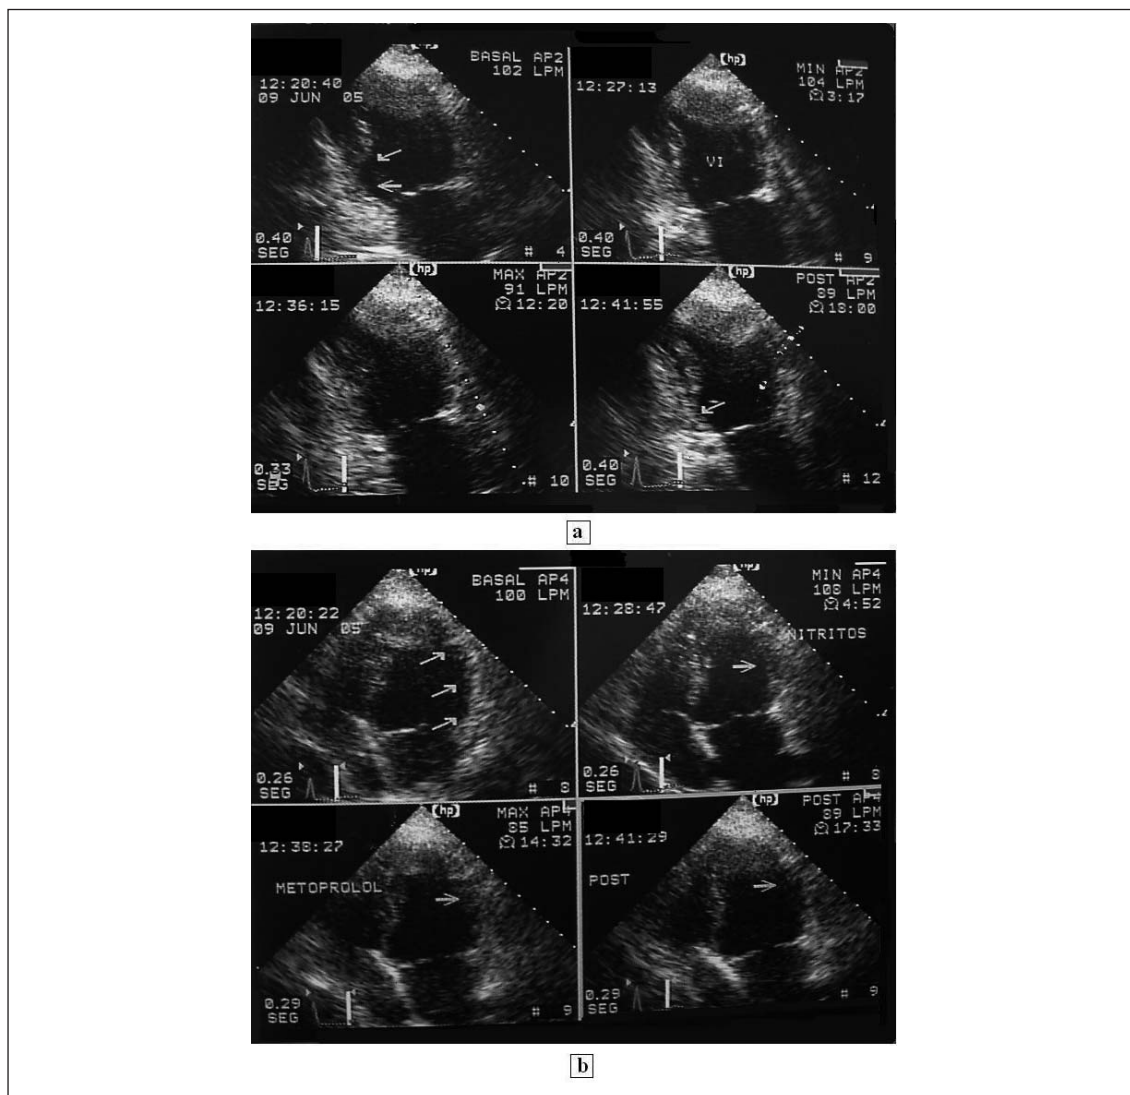 hp
BASAL AP2
102 LPM
12:20:40
09 JUN 05
0.40
SEG
# 4
hp
MIN AP2
104 LPM
3:17
12:27:13
VI
0.40
SEG
# 9
hp
MAX AP2
91 LPM
12:20
12:36:15
0.33
SEG
# 10
hp
POST AP2
89 LPM
18:00
12:41:55
0.40
SEG
# 12
a
hp
BASAL AP4
100 LPM
12:20:22
09 JUN 05
0.26
SEG
# 8
hp
MIN AP4
108 LPM
4:52
12:28:47
NITRITOS
0.26
SEG
# 8
hp
MAX AP4
85 LPM
14:32
12:38:27
METOPROLOL
0.29
SEG
# 9
hp
POST AP4
89 LPM
17:33
12:41:29
POST
0.29
SEG
# 9
b